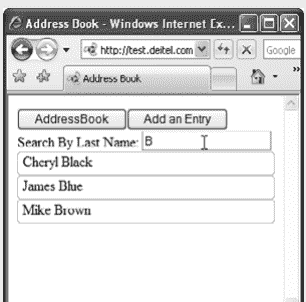 Address Book - Windows Internet Ex...
http://test.deitel.com
Google
Address Book
AddressBook Add an Entry
Search By Last Name: B
Cheryl Black
James Blue
Mike Brown